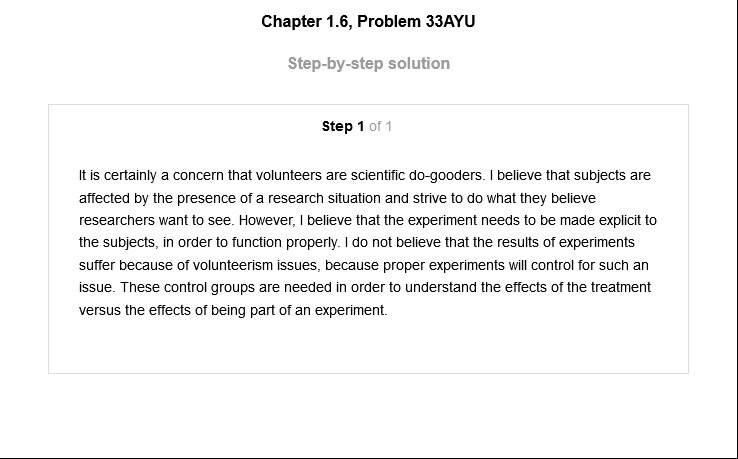 Chapter 1.6, Problem 33AYU
Step-by-step solution
Step 1 of 1
It is certainly a concern that volunteers are scientific do-gooders. I believe that subjects are
affected by the presence of a research situation and strive to do what they believe
researchers want to see. However, I believe that the experiment needs to be made explicit to
the subjects, in order to function properly. I do not believe that the results of experiments
suffer because of volunteerism issues, because proper experiments will control for such an
issue. These control groups are needed in order to understand the effects of the treatment
versus the effects of being part of an experiment.